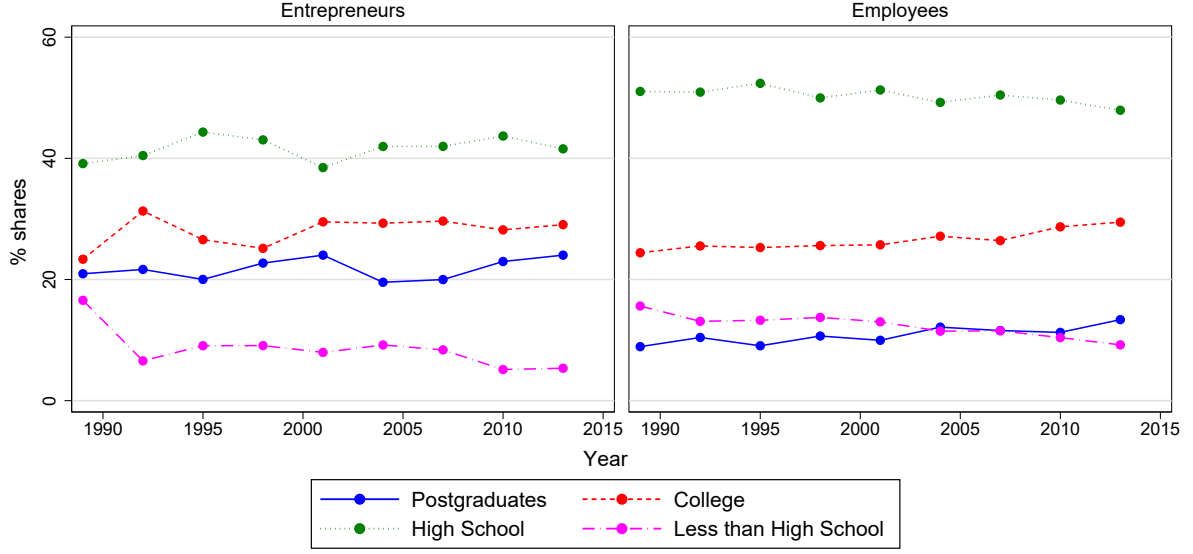 Entrepreneurs
Employees
% shares
60
40
20
0
1990 1995 2000 2005 2010 2015
1990 1995 2000 2005 2010 2015
Year
Postgraduates
College
High School
Less than High School